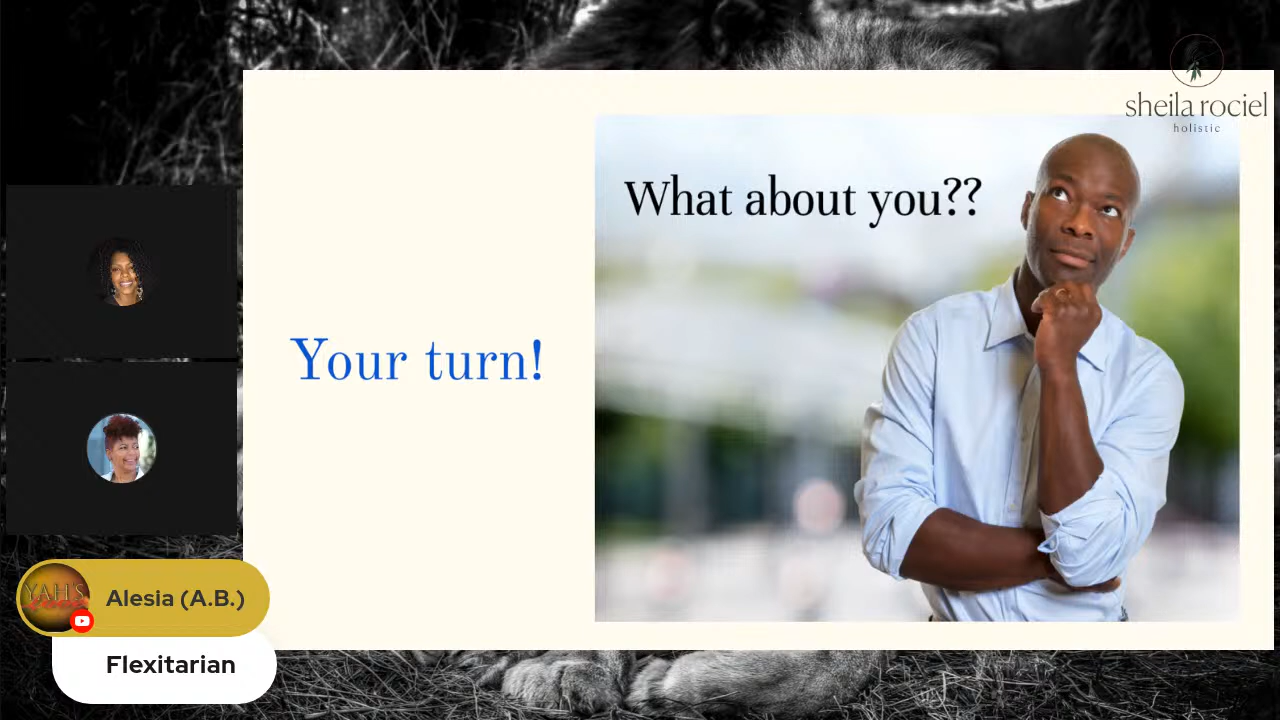 sheila rociel
holistic
What about you??
Your turn!
YAH'S
Alesia (A.B.)
Flexitarian